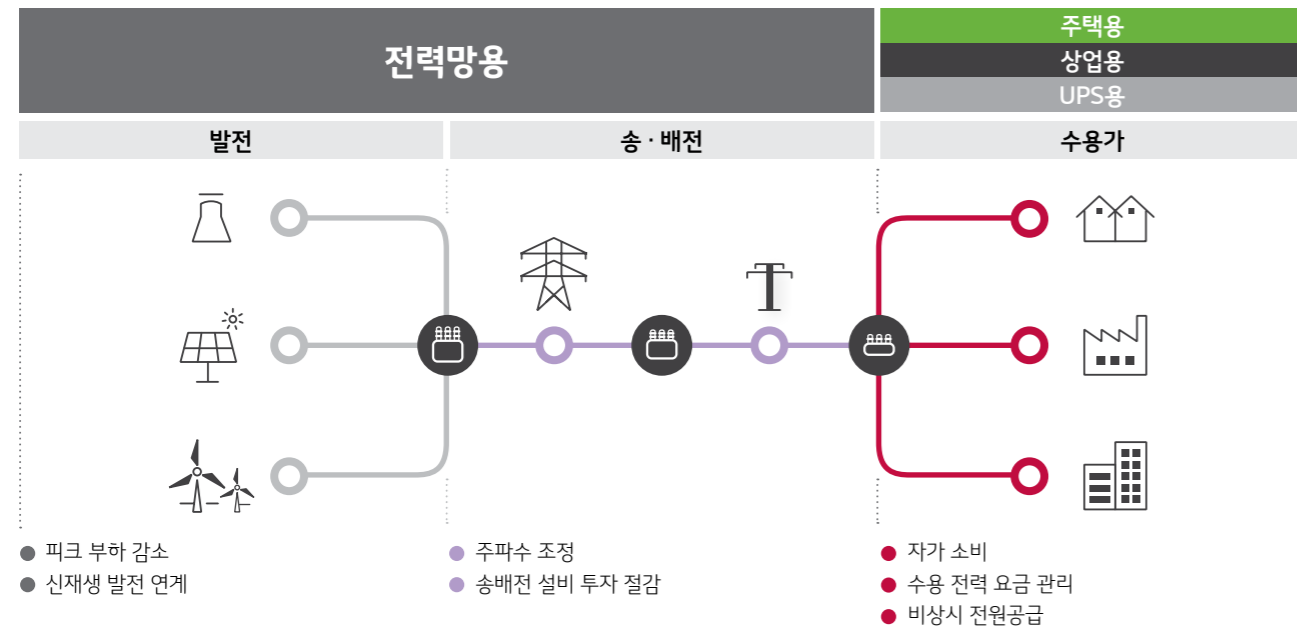 전력망용
주택용
상업용
UPS용
발전
송·배전
수용가
피크 부하 감소
신재생 발전 연계
주파수 조정
송배전 설비 투자 절감
자가 소비
수용 전력 요금 관리
비상시 전원공급